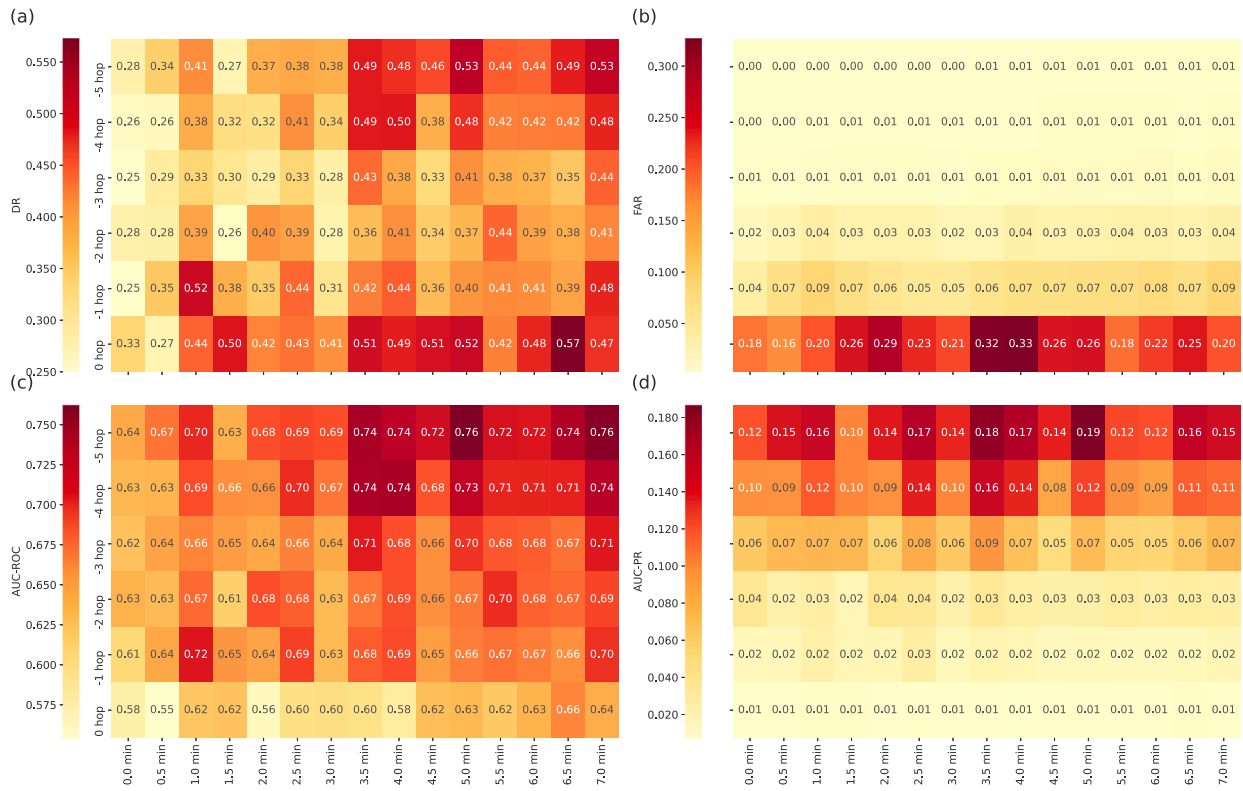 (a)
(b)
0.550
0.500
0.450
0.400
0.350
0.300
0.250
DR
-5 hop
-4 hop
-3 hop
-2 hop
-1 hop
0 hop
0.28 0.34 0.41 0.27 0.37 0.38 0.38 0.49 0.48 0.46 0.53 0.44 0.44 0.49 0.53
0.26 0.26 0.38 0.32 0.32 0.41 0.34 0.49 0.50 0.38 0.48 0.42 0.42 0.42 0.48
0.25 0.29 0.33 0.30 0.29 0.33 0.28 0.43 0.38 0.33 0.41 0.38 0.37 0.35 0.44
0.28 0.28 0.39 0.26 0.40 0.39 0.28 0.36 0.41 0.34 0.37 0.44 0.39 0.38 0.41
0.25 0.35 0.52 0.38 0.35 0.44 0.31 0.42 0.44 0.36 0.40 0.41 0.41 0.39 0.48
0.33 0.27 0.44 0.50 0.42 0.43 0.41 0.51 0.49 0.51 0.52 0.42 0.48 0.57 0.47
0.300
0.250
0.200
0.150
0.100
0.050
FAR
0.00 0.00 0.00 0.00 0.00 0.00 0.01 0.01 0.01 0.01 0.01 0.01 0.01 0.01 0.01
0.00 0.00 0.01 0.01 0.01 0.01 0.01 0.01 0.01 0.01 0.01 0.01 0.01 0.01 0.01
0.01 0.01 0.01 0.01 0.01 0.01 0.01 0.01 0.01 0.01 0.01 0.01 0.01 0.01 0.01
0.02 0.03 0.04 0.03 0.03 0.03 0.02 0.03 0.04 0.03 0.03 0.04 0.03 0.03 0.04
0.04 0.07 0.09 0.07 0.06 0.05 0.05 0.06 0.07 0.07 0.07 0.07 0.08 0.07 0.09
0.18 0.16 0.20 0.26 0.29 0.23 0.21 0.32 0.33 0.26 0.26 0.18 0.22 0.25 0.20
(c)
(d)
0.750
0.725
0.700
0.675
0.650
0.625
0.600
0.575
AUC-ROC
-5 hop
-4 hop
-3 hop
-2 hop
-1 hop
0 hop
0.64 0.67 0.70 0.63 0.68 0.69 0.69 0.74 0.74 0.72 0.76 0.72 0.72 0.74 0.76
0.63 0.63 0.69 0.66 0.66 0.70 0.67 0.74 0.74 0.68 0.73 0.71 0.71 0.71 0.74
0.62 0.64 0.66 0.65 0.64 0.66 0.64 0.71 0.68 0.66 0.70 0.68 0.68 0.67 0.71
0.63 0.63 0.67 0.61 0.68 0.68 0.63 0.67 0.69 0.66 0.67 0.70 0.67 0.67 0.69
0.61 0.64 0.72 0.65 0.64 0.69 0.63 0.68 0.69 0.65 0.66 0.67 0.67 0.66 0.70
0.58 0.55 0.62 0.62 0.56 0.60 0.60 0.60 0.58 0.62 0.63 0.62 0.63 0.66 0.64
0.0 min
0.5 min
1.0 min
1.5 min
2.0 min
2.5 min
3.0 min
3.5 min
4.0 min
4.5 min
5.0 min
5.5 min
6.0 min
6.5 min
7.0 min
0.180
0.160
0.140
0.120
0.100
0.080
0.060
0.040
0.020
AUC-PR
0.12 0.15 0.16 0.10 0.14 0.17 0.14 0.18 0.17 0.14 0.19 0.12 0.12 0.16 0.15
0.10 0.09 0.12 0.10 0.09 0.14 0.10 0.16 0.14 0.08 0.12 0.09 0.09 0.11 0.11
0.06 0.07 0.07 0.07 0.06 0.08 0.06 0.09 0.07 0.05 0.07 0.05 0.06 0.06 0.07
0.04 0.02 0.03 0.02 0.04 0.04 0.02 0.03 0.03 0.03 0.03 0.03 0.03 0.03 0.03
0.02 0.02 0.02 0.02 0.02 0.03 0.02 0.02 0.02 0.02 0.02 0.02 0.02 0.02 0.02
0.01 0.01 0.01 0.01 0.01 0.01 0.01 0.01 0.01 0.01 0.01 0.01 0.01 0.01 0.01
0.0 min
0.5 min
1.0 min
1.5 min
2.0 min
2.5 min
3.0 min
3.5 min
4.0 min
4.5 min
5.0 min
5.5 min
6.0 min
6.5 min
7.0 min